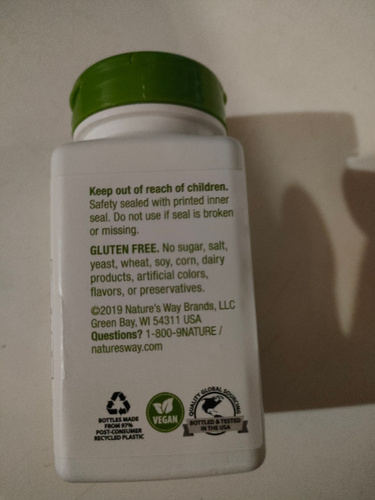 Keep out of reach of children.
Safety sealed with printed inner
seal. Do not use if seal is broken
or missing.
GLUTEN FREE. No sugar, salt,
yeast, wheat, soy, corn, dairy
products, artificial colors,
flavors, or preservatives.
©2019 Nature's Way Brands, LLC
Green Bay, WI 54311 USA
Questions? 1-800-9NATURE /
naturesway.com
BOTTLES MADE
FROM 97%
POST-CONSUMER
RECYCLED PLASTIC
VEGAN
QUALITY GLOBAL SOURCING
BOTTLED & TESTED
IN THE USA